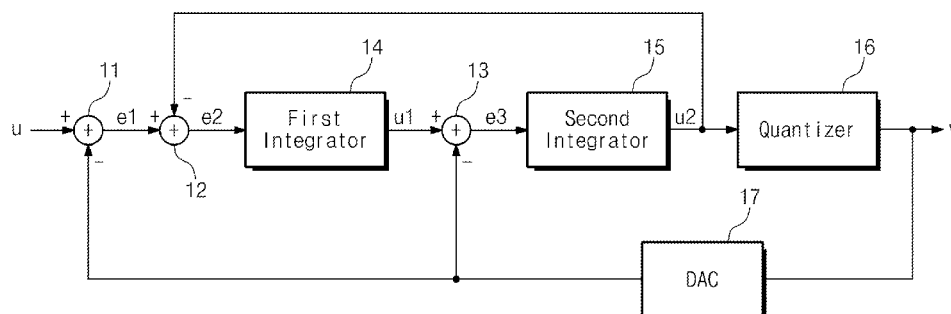 14
15
16
11
13
−
+
e1
+
e2
First
Integrator
u1
+
e3
Second
Integrator
u2
Quantizer
u
+
+
+
−
12
−
17
DAC